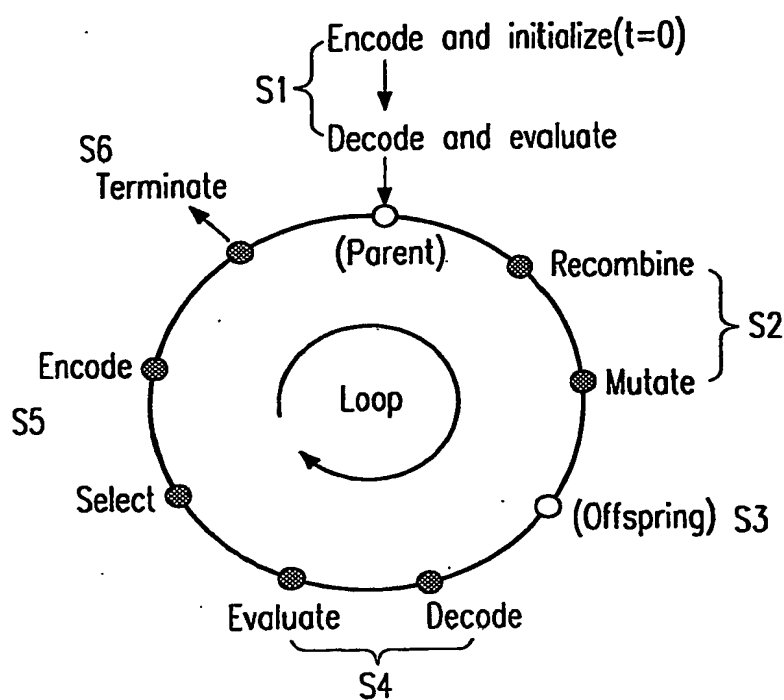 Encode and initialize(t=0)
S1
Decode and evaluate
S6
Terminate
(Parent)
Recombine
S2
Encode
Loop
Mutate
S5
Select
(Offspring) S3
Evaluate
Decode
S4